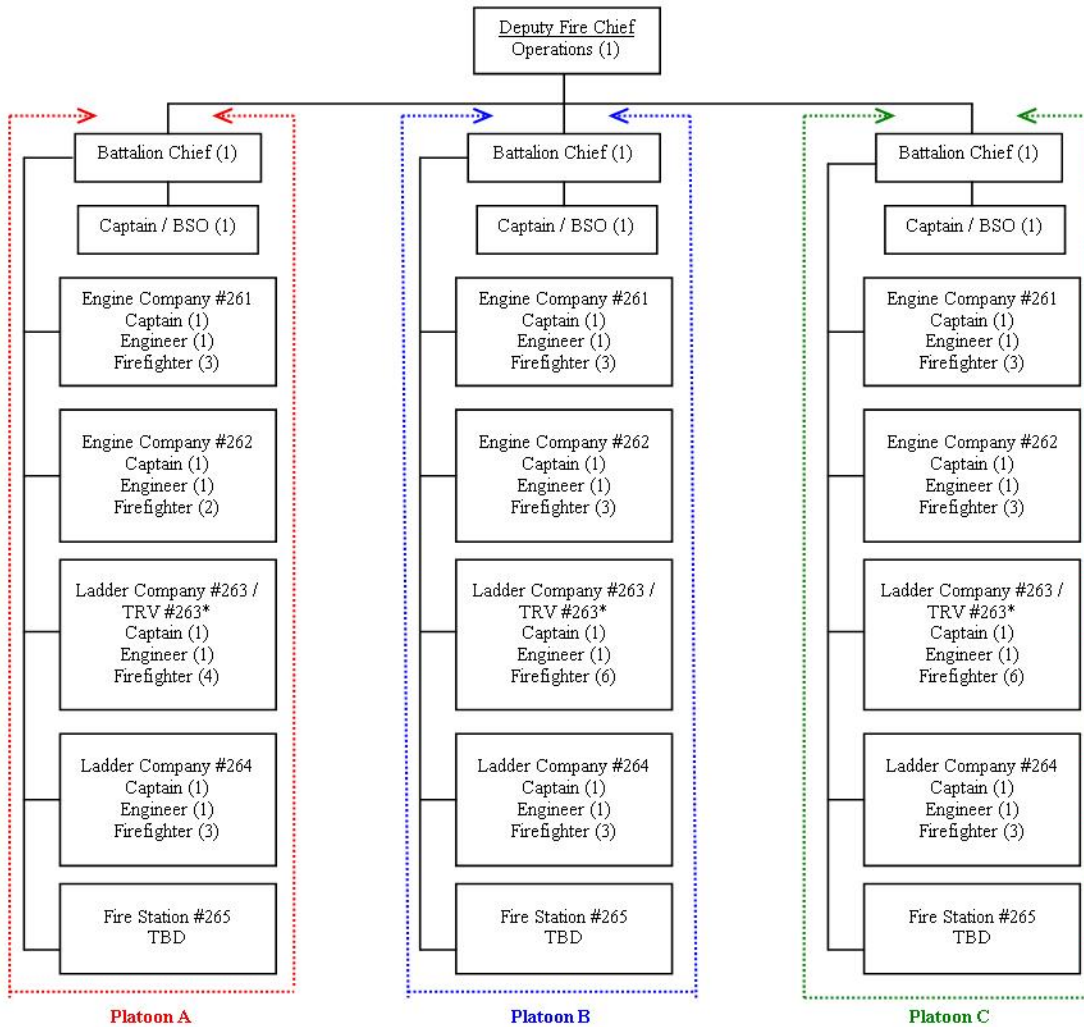 Deputy Fire Chief
Operations (1)
Battalion Chief (1)
Captain / BSO (1)
Engine Company #261
Captain (1)
Engineer (1)
Firefighter (3)
Engine Company #262
Captain (1)
Engineer (1)
Firefighter (2)
Ladder Company #263 /
TRV #263*
Captain (1)
Engineer (1)
Firefighter (4)
Ladder Company #264
Captain (1)
Engineer (1)
Firefighter (3)
Fire Station #265
TBD
Platoon A
Battalion Chief (1)
Captain / BSO (1)
Engine Company #261
Captain (1)
Engineer (1)
Firefighter (3)
Engine Company #262
Captain (1)
Engineer (1)
Firefighter (3)
Ladder Company #263 /
TRV #263*
Captain (1)
Engineer (1)
Firefighter (6)
Ladder Company #264
Captain (1)
Engineer (1)
Firefighter (3)
Fire Station #265
TBD
Platoon B
Battalion Chief (1)
Captain / BSO (1)
Engine Company #261
Captain (1)
Engineer (1)
Firefighter (3)
Engine Company #262
Captain (1)
Engineer (1)
Firefighter (3)
Ladder Company #263 /
TRV #263*
Captain (1)
Engineer (1)
Firefighter (6)
Ladder Company #264
Captain (1)
Engineer (1)
Firefighter (3)
Fire Station #265
TBD
Platoon C